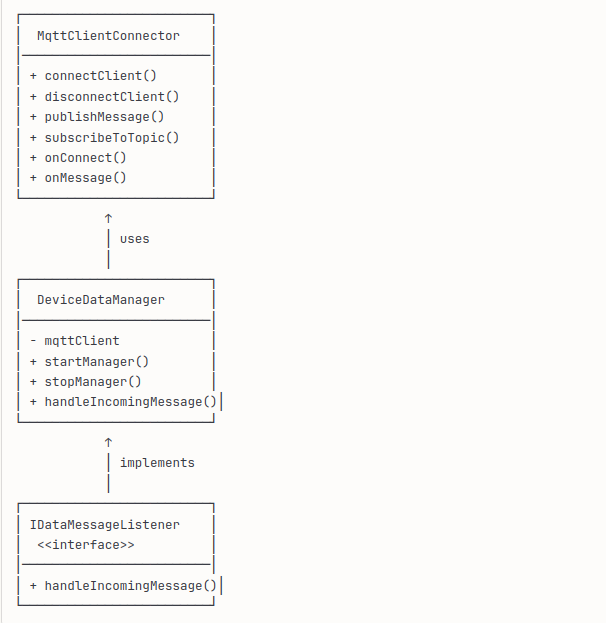 MqttClientConnector
+ connectClient()
+ disconnectClient()
+ publishMessage()
+ subscribeToTopic()
+ onConnect()
+ onMessage()
↑
uses
DeviceDataManager
- mqttClient
+ startManager()
+ stopManager()
+ handleIncomingMessage()
↑
implements
IDataMessageListener
<<interface>>
+ handleIncomingMessage()